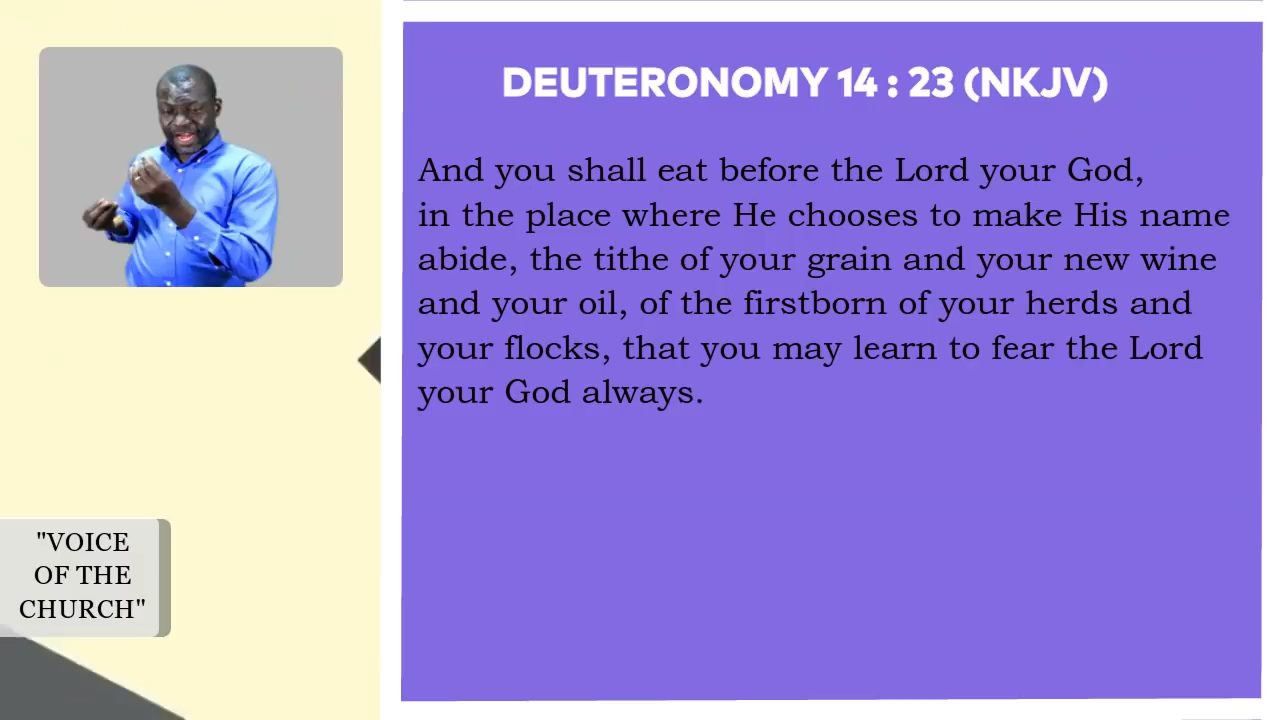 DEUTERONOMY 14 : 23 (NKJV)
And you shall eat before the Lord your God,
in the place where He chooses to make His name
abide, the tithe of your grain and your new wine
and your oil, of the firstborn of your herds and
your flocks, that you may learn to fear the Lord
your God always.
"VOICE
OF THE
CHURCH"